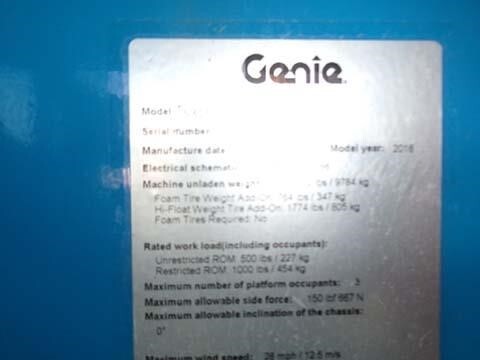 Genie
Model:
Serial number
Manufacture date Model year: 2016
Electrical schematic
Machine unladen weight lbs / 9784 kg
Foam Tire Weight Add-On: 764 lbs / 347 kg
Hi-Float Weight Tire Add-On: 1774 lbs / 805 kg
Foam Tires Required: No
Rated work load(including occupants):
Unrestricted ROM: 500 lbs / 227 kg
Restricted ROM: 1000 lbs / 454 kg
Maximum number of platform occupants: 3
Maximum allowable side force: 150 lbf 667 N
Maximum allowable inclination of the chassis:
0°
Maximum wind speed: 28 mph / 12.5 m/s